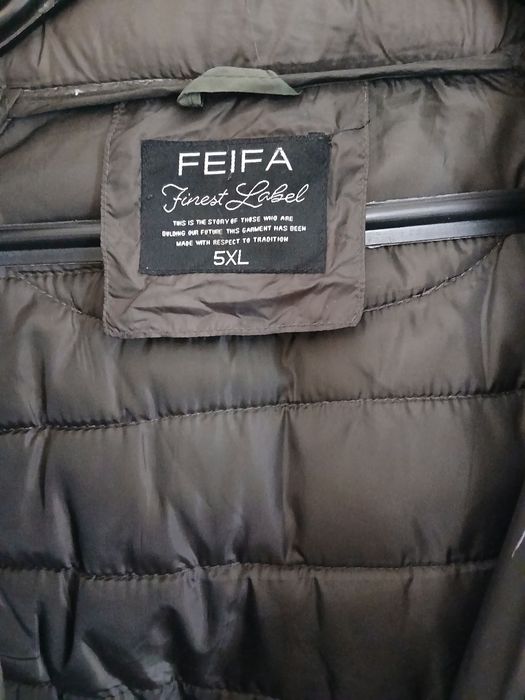 FEIFA
Finest Label
THIS IS THE STORY OF THOSE WHO ARE
BUILDING OUR FUTURE THIS GARMENT HAS BEEN
MADE WITH RESPECT TO TRADITION
5XL